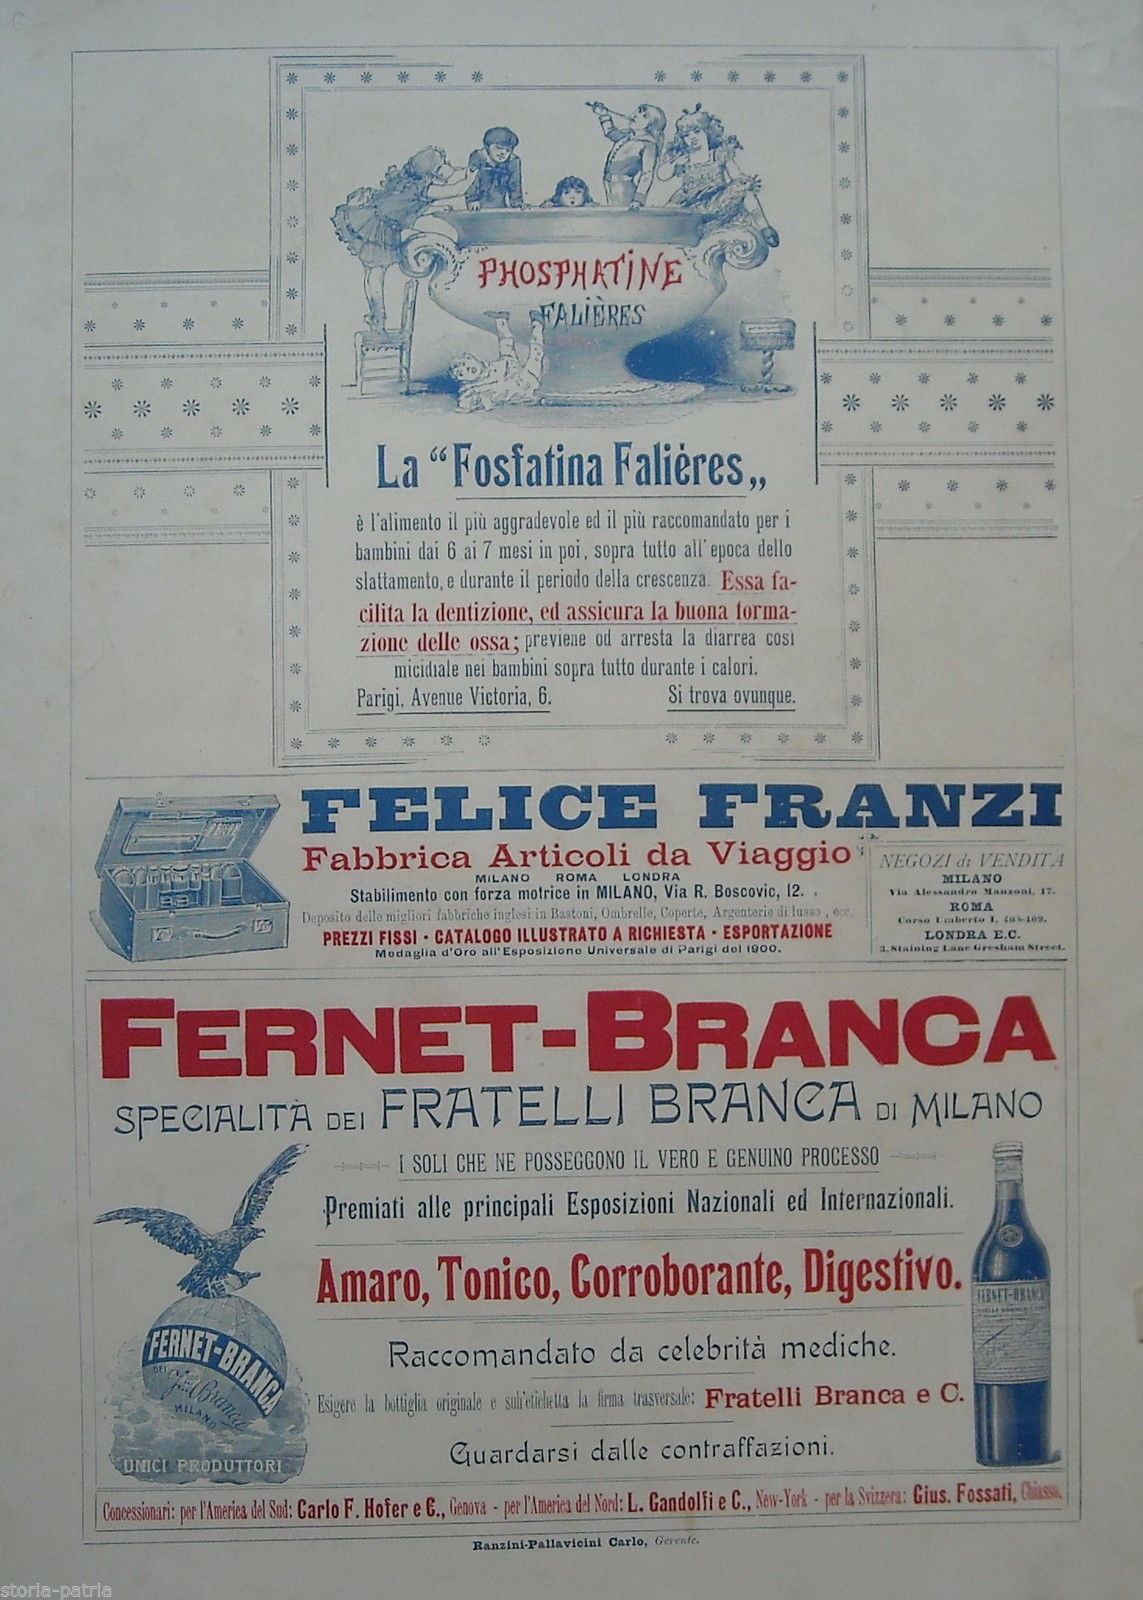 PHOSPHATINE
FALIÈRES
La “Fosfatina Falières„
è l'alimento il più aggradevole ed il più raccomandato per i
bambini dai 6 ai 7 mesi in poi, sopra tutto all'epoca dello
slattamento, e durante il periodo della crescenza. Essa fa-
cilita la dentizione, ed assicura la buona forma-
zione delle ossa; previene od arresta la diarrea così
micidiale nei bambini sopra tutto durante i calori.
Parigi, Avenue Victoria, 6. Si trova ovunque.
FELICE FRANZI
Fabbrica Articoli da Viaggio
MILANO ROMA LONDRA
Stabilimento con forza motrice in MILANO, Via R. Boscovic, 12.
Deposito delle migliori fabbriche inglesi in Bastoni, Ombrelle, Coperte, Argenterie di lusso, ecc.
PREZZI FISSI - CATALOGO ILLUSTRATO A RICHIESTA - ESPORTAZIONE
Medaglia d'Oro all'Esposizione Universale di Parigi del 1900.
NEGOZI di VENDITA
MILANO
Via Alessandro Manzoni, 17.
ROMA
Corso Umberto I, 408-409.
LONDRA E.C.
3, Staining Lane Gresham Street.
FERNET-BRANCA
SPECIALITÀ DEI FRATELLI BRANCA DI MILANO
I SOLI CHE NE POSSEGGONO IL VERO E GENUINO PROCESSO
Premiati alle principali Esposizioni Nazionali ed Internazionali.
Amaro, Tonico, Corroborante, Digestivo.
Raccomandato da celebrità mediche.
Esigere la bottiglia originale e sull'etichetta la firma trasversale: Fratelli Branca e C.
Guardarsi dalle contraffazioni.
FERNET-BRANCA
DEI F.lli Branca
MILANO
UNICI PRODUTTORI
FERNET-BRANCA
Concessionari: per l'America del Sud: Carlo F. Hofer e C., Genova - per l'America del Nord: L. Gandolfi e C., New-York - per la Svizzera: Gius. Fossati, Chiasso.
Ranzini-Pallavicini Carlo, Gerente.
storia-patria